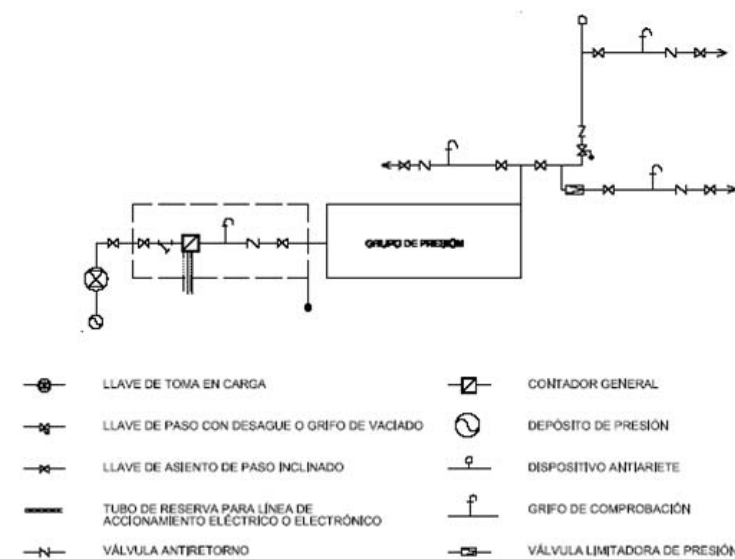 GRUPO DE PRESIÓN
LLAVE DE TOMA EN CARGA
LLAVE DE PASO CON DESAGUE O GRIFO DE VACIADO
LLAVE DE ASIENTO DE PASO INCLINADO
TUBO DE RESERVA PARA LÍNEA DE
ACCIONAMIENTO ELÉCTRICO O ELECTRÓNICO
VÁLVULA ANTIRETORNO
CONTADOR GENERAL
DEPÓSITO DE PRESIÓN
DISPOSITIVO ANTIARIETE
GRIFO DE COMPROBACIÓN
VÁLVULA LIMITADORA DE PRESIÓN